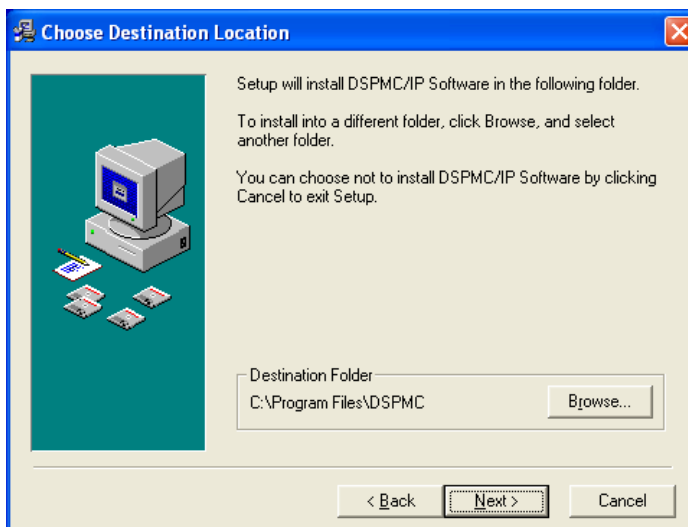 Choose Destination Location
Setup will install DSPMC/IP Software in the following folder.
To install into a different folder, click Browse, and select
another folder.
You can choose not to install DSPMC/IP Software by clicking
Cancel to exit Setup.
Destination Folder
C:\Program Files\DSPMC
Browse...
< Back
Next >
Cancel